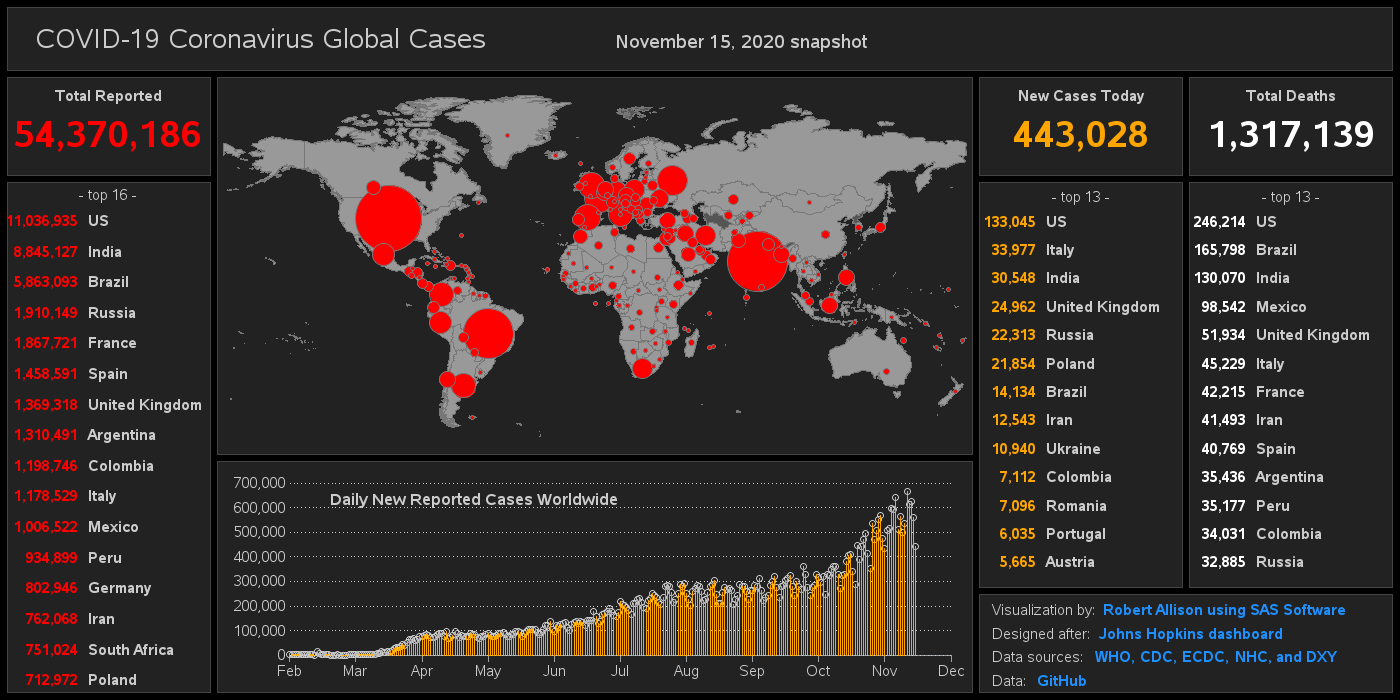 COVID-19 Coronavirus Global Cases
November 15, 2020 snapshot
Total Reported
54,370,186
- top 16 -
11,036,935 US
8,845,127 India
5,863,093 Brazil
1,910,149 Russia
1,867,721 France
1,458,591 Spain
1,369,318 United Kingdom
1,310,491 Argentina
1,198,746 Colombia
1,178,529 Italy
1,006,522 Mexico
934,899 Peru
802,946 Germany
762,068 Iran
751,024 South Africa
712,972 Poland
Daily New Reported Cases Worldwide
700,000
600,000
500,000
400,000
300,000
200,000
100,000
0
Feb Mar Apr May Jun Jul Aug Sep Oct Nov Dec
New Cases Today
443,028
- top 13 -
133,045 US
33,977 Italy
30,548 India
24,962 United Kingdom
22,313 Russia
21,854 Poland
14,134 Brazil
12,543 Iran
10,940 Ukraine
7,112 Colombia
7,096 Romania
6,035 Portugal
5,665 Austria
Total Deaths
1,317,139
- top 13 -
246,214 US
165,798 Brazil
130,070 India
98,542 Mexico
51,934 United Kingdom
45,229 Italy
42,215 France
41,493 Iran
40,769 Spain
35,436 Argentina
35,177 Peru
34,031 Colombia
32,885 Russia
Visualization by: Robert Allison using SAS Software
Designed after: Johns Hopkins dashboard
Data sources: WHO, CDC, ECDC, NHC, and DXY
Data: GitHub